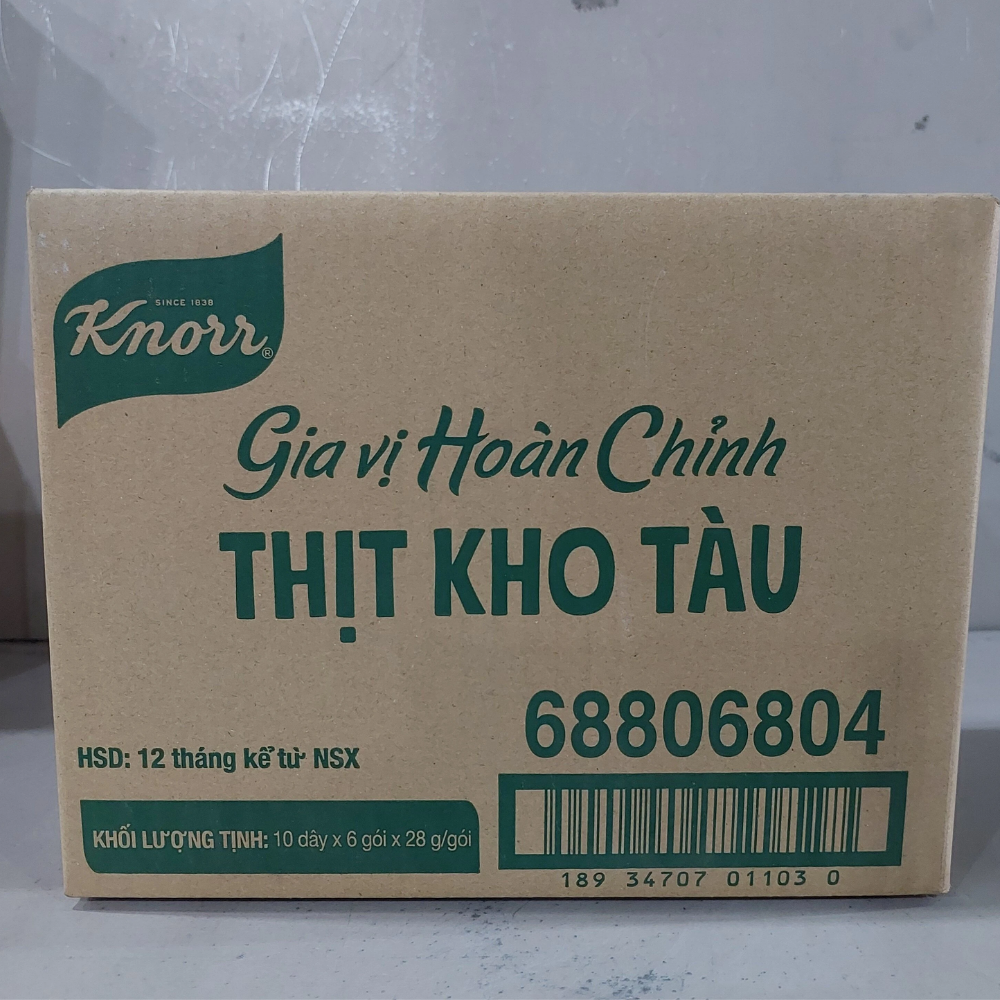 SINCE 1838
Knorr®
Gia vị Hoàn Chỉnh
THỊT KHO TÀU
68806804
HSD: 12 tháng kể từ NSX
KHỐI LƯỢNG TỊNH: 10 dây x 6 gói x 28 g/gói
189 34707 01103 0